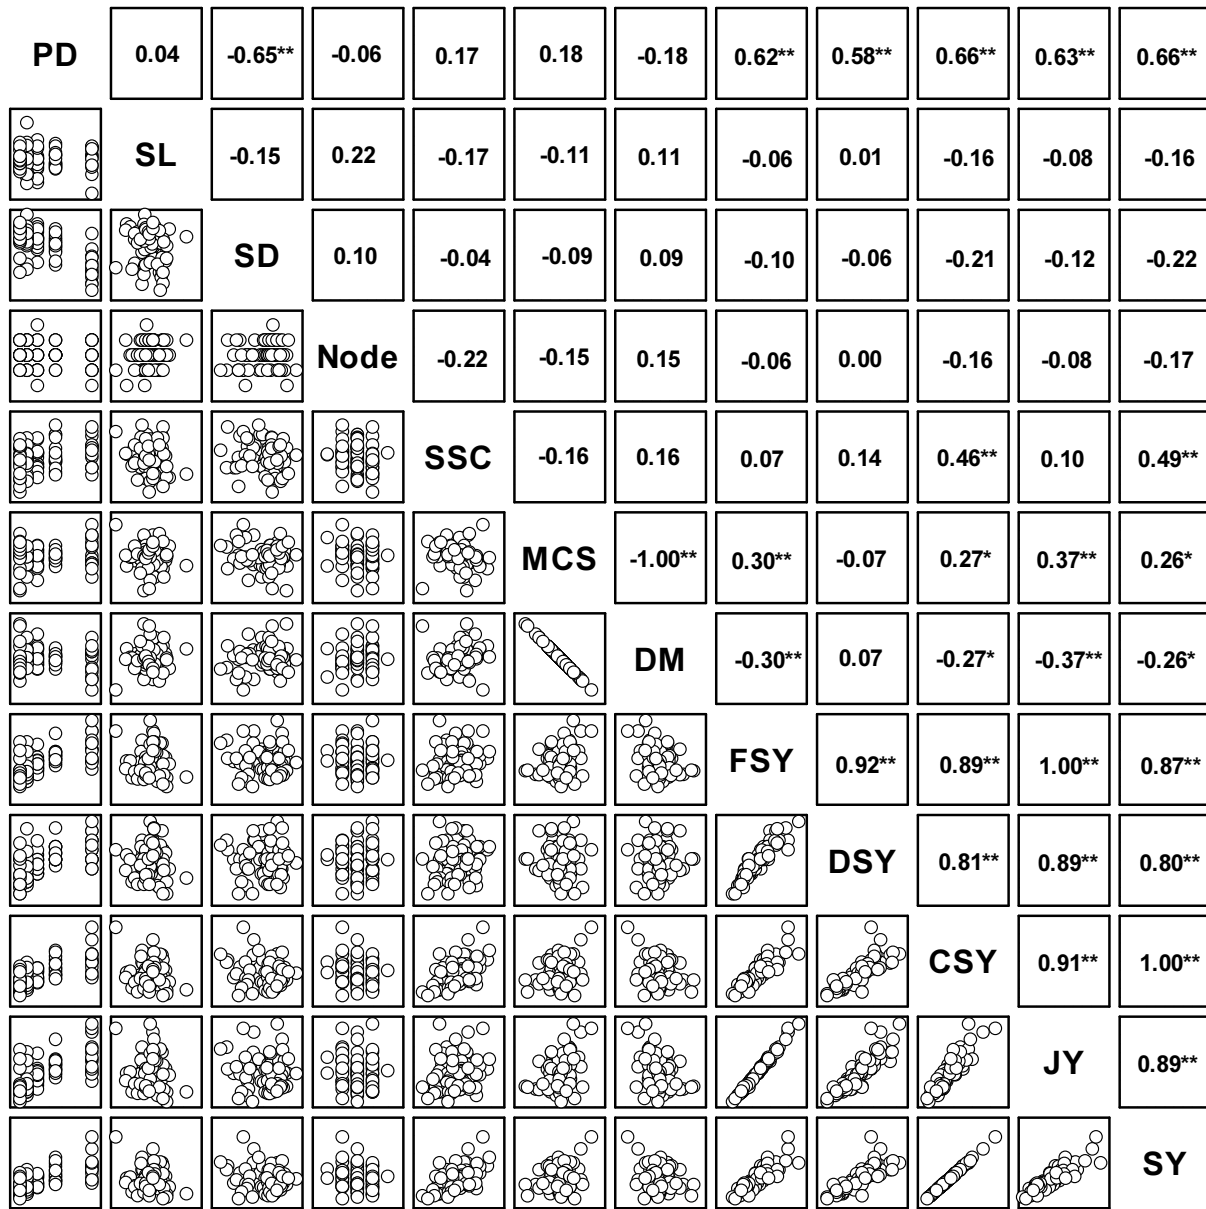 PD 0.04 -0.65** -0.06 0.17 0.18 -0.18 0.62** 0.58** 0.66** 0.63** 0.66**
SL -0.15 0.22 -0.17 -0.11 0.11 -0.06 0.01 -0.16 -0.08 -0.16
SD 0.10 -0.04 -0.09 0.09 -0.10 -0.06 -0.21 -0.12 -0.22
Node -0.22 -0.15 0.15 -0.06 0.00 -0.16 -0.08 -0.17
SSC -0.16 0.16 0.07 0.14 0.46** 0.10 0.49**
MCS -1.00** 0.30** -0.07 0.27* 0.37** 0.26*
DM -0.30** 0.07 -0.27* -0.37** -0.26*
FSY 0.92** 0.89** 1.00** 0.87**
DSY 0.81** 0.89** 0.80**
CSY 0.91** 1.00**
JY 0.89**
SY